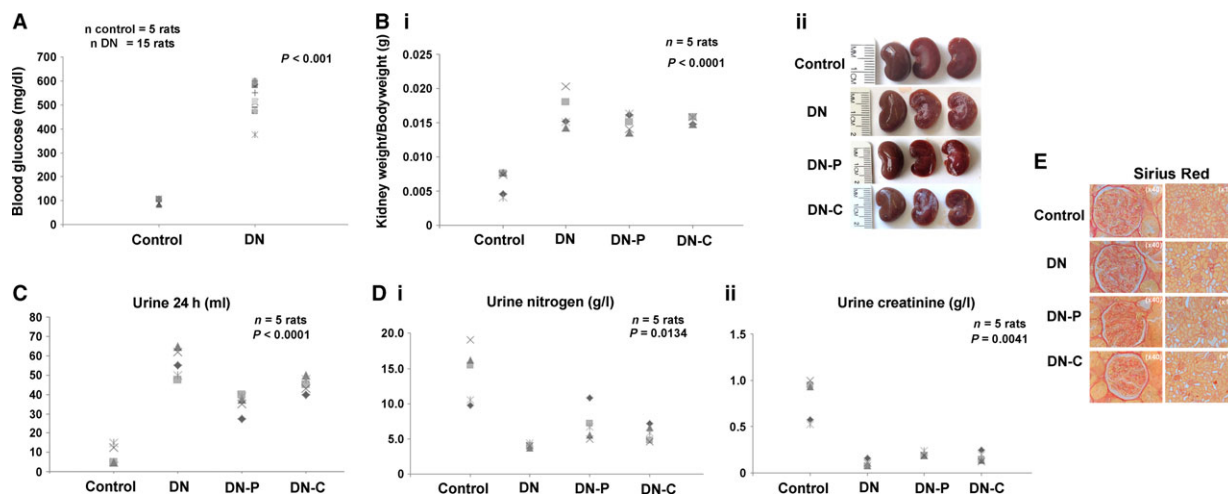 A
n control = 5 rats
n DN = 15 rats
P < 0.001
Blood glucose (mg/dl)
700
600
500
400
300
200
100
0
Control
DN
B i
n = 5 rats
P < 0.0001
Kidney weight/Bodyweight (g)
0.025
0.020
0.015
0.010
0.005
0
Control
DN
DN-P
DN-C
ii
Control
DN
DN-P
DN-C
C
Urine 24 h (ml)
n = 5 rats
P < 0.0001
90
80
70
60
50
40
30
20
10
0
Control
DN
DN-P
DN-C
D i
Urine nitrogen (g/l)
n = 5 rats
P = 0.0134
20.0
15.0
10.0
5.0
0.0
Control
DN
DN-P
DN-C
ii
Urine creatinine (g/l)
n = 5 rats
P = 0.0041
1.5
1.0
0.5
0
Control
DN
DN-P
DN-C
E
Sirius Red
Control
DN
(x40)
DN-P
(x40)
DN-C
(x40)